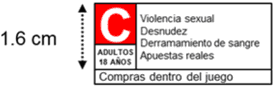 1.6 cm
C
ADULTOS
18 AÑOS
Violencia sexual
Desnudez
Derramamiento de sangre
Apuestas reales
Compras dentro del juego